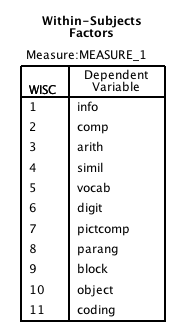 Within-Subjects
Factors
Measure:MEASURE_1
WISC Dependent Variable
1 info
2 comp
3 arith
4 simil
5 vocab
6 digit
7 pictcomp
8 parang
9 block
10 object
11 coding